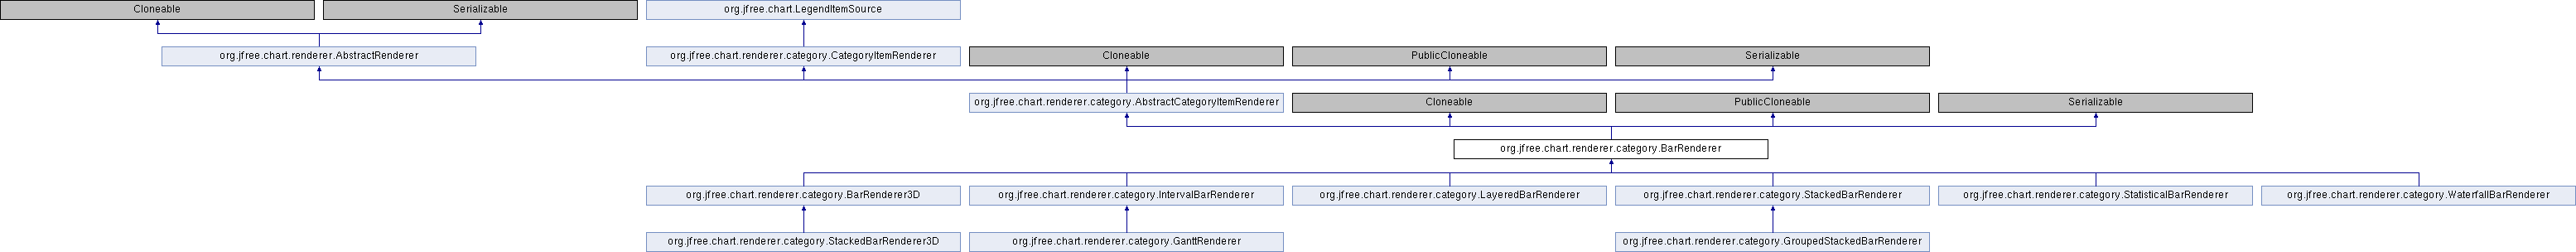 Cloneable
Serializable
org.jfree.chart.LegendItemSource
org.jfree.chart.renderer.AbstractRenderer
org.jfree.chart.renderer.category.CategoryItemRenderer
Cloneable
PublicCloneable
Serializable
org.jfree.chart.renderer.category.AbstractCategoryItemRenderer
Cloneable
PublicCloneable
Serializable
org.jfree.chart.renderer.category.BarRenderer
org.jfree.chart.renderer.category.BarRenderer3D
org.jfree.chart.renderer.category.IntervalBarRenderer
org.jfree.chart.renderer.category.LayeredBarRenderer
org.jfree.chart.renderer.category.StackedBarRenderer
org.jfree.chart.renderer.category.StatisticalBarRenderer
org.jfree.chart.renderer.category.WaterfallBarRenderer
org.jfree.chart.renderer.category.StackedBarRenderer3D
org.jfree.chart.renderer.category.GanttRenderer
org.jfree.chart.renderer.category.GroupedStackedBarRenderer